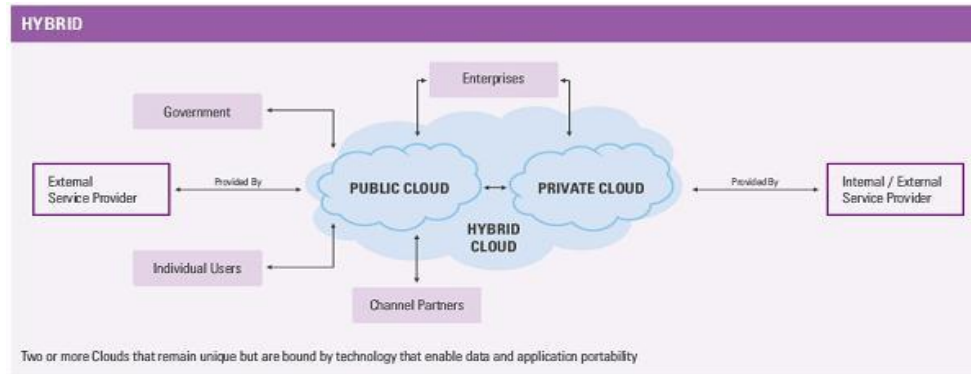 HYBRID
Enterprises
Government
External
Service Provider
Provided By
PUBLIC CLOUD
PRIVATE CLOUD
Provided By
Internal / External
Service Provider
HYBRID
CLOUD
Individual Users
Channel Partners
Two or more Clouds that remain unique but are bound by technology that enable data and application portability